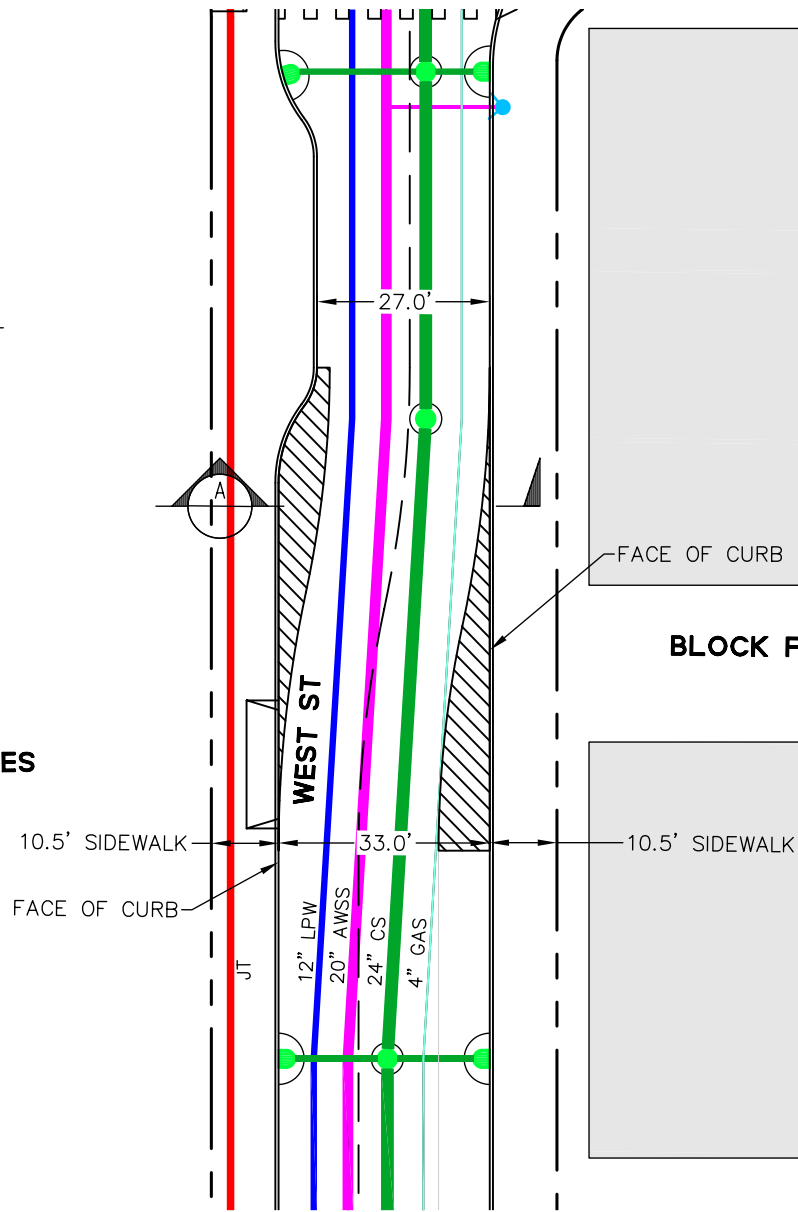 27.0'
A
FACE OF CURB
BLOCK F
WEST ST
ES
10.5' SIDEWALK
33.0'
10.5' SIDEWALK
FACE OF CURB
12" LPW
20" AWSS
24" CS
4" GAS
JT